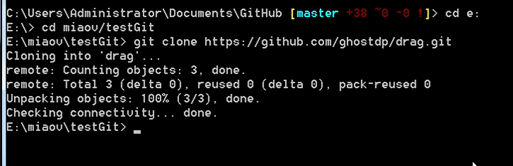 C:\Users\Administrator\Documents\GitHub [master +38 ~0 -0 !]> cd e:
E:\> cd miaov/testGit
E:\miaov\testGit> git clone https://github.com/ghostdp/drag.git
Cloning into 'drag'...
remote: Counting objects: 3, done.
remote: Total 3 (delta 0), reused 0 (delta 0), pack-reused 0
Unpacking objects: 100% (3/3), done.
Checking connectivity... done.
E:\miaov\testGit> _